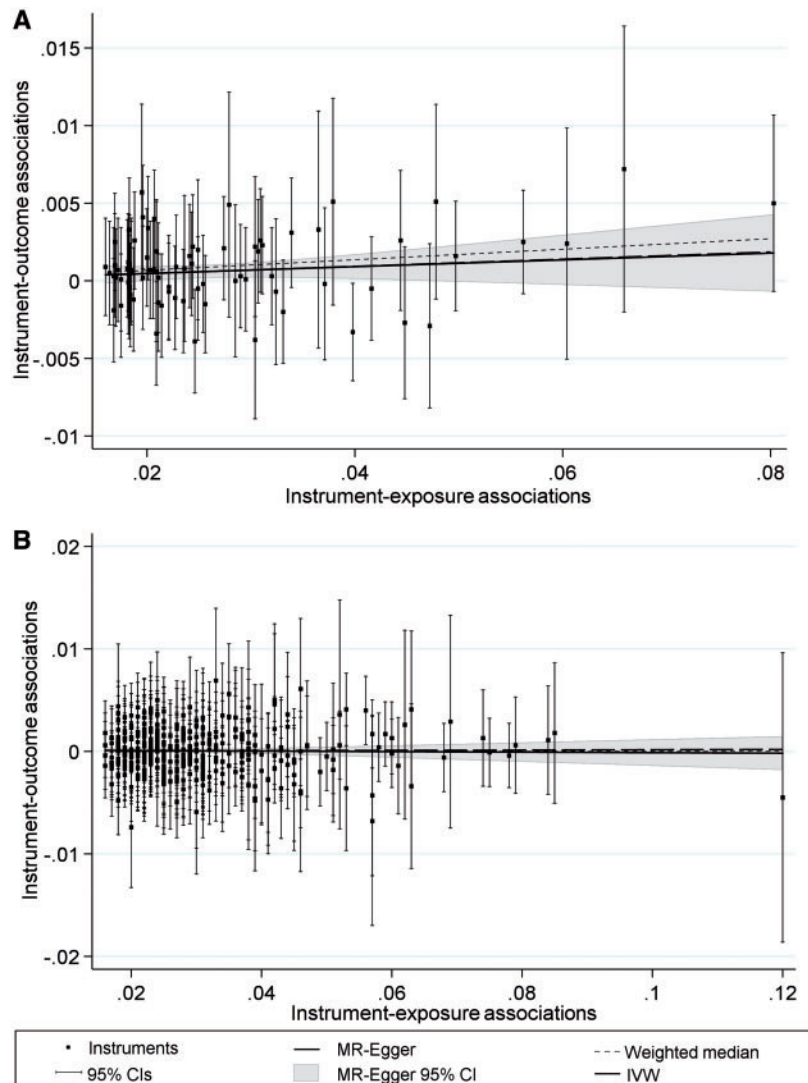 A
Instrument-outcome associations
.015
.01
.005
0
-.005
-.01
.02 .04 .06 .08
Instrument-exposure associations
B
Instrument-outcome associations
.02
.01
0
-.01
-.02
.02 .04 .06 .08 .1 .12
Instrument-exposure associations
Instruments MR-Egger Weighted median
95% CIs MR-Egger 95% CI IVW